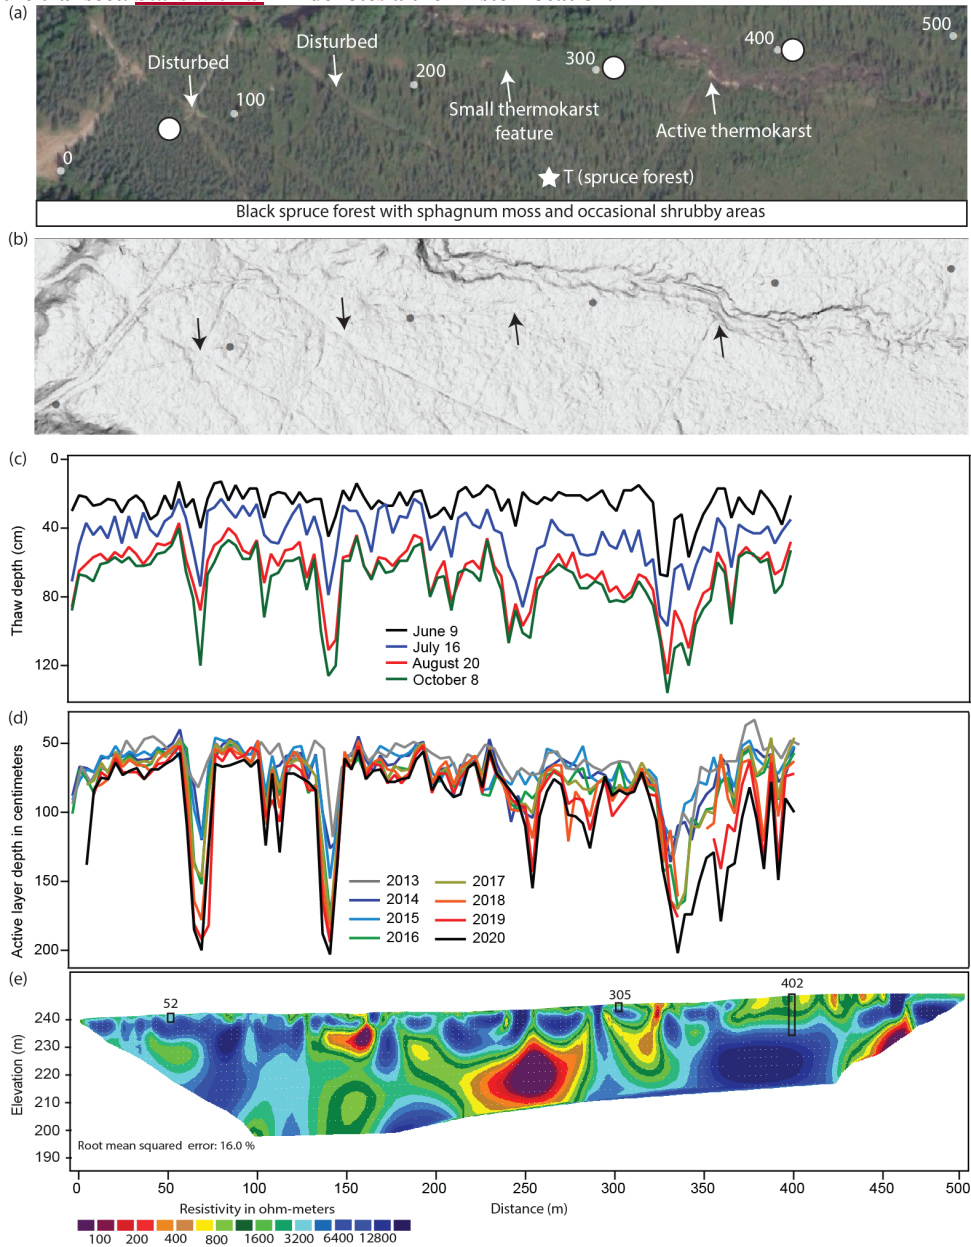 (a)
500
400
300
Disturbed
Disturbed
200
100
Small thermokarst
feature
Active thermokarst
0
T (spruce forest)
Black spruce forest with sphagnum moss and occasional shrubby areas
(b)
(c)
0
40
80
120
Thaw depth (cm)
June 9
July 16
August 20
October 8
(d)
50
100
150
200
Active layer depth in centimeters
2013
2014
2015
2016
2017
2018
2019
2020
(e)
52
305
402
240
230
220
210
200
190
Elevation (m)
Root mean squared error: 16.0 %
0 50 100 150 200 250 300 350 400 450 500
Resistivity in ohm-meters
Distance (m)
100 200 400 800 1600 3200 6400 12800